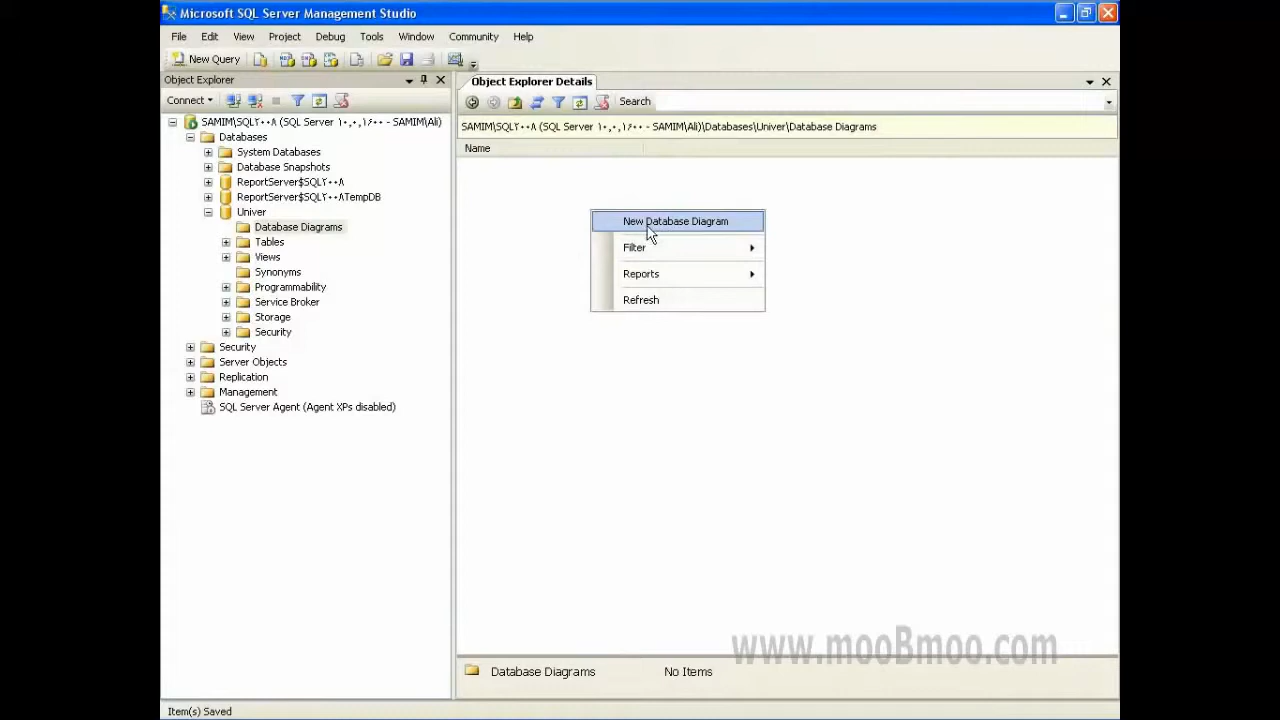 Microsoft SQL Server Management Studio
File Edit View Project Debug Tools Window Community Help
New Query
Object Explorer
Connect
SAMIM\SQL۲۰۰۸ (SQL Server ۱۰,۰,۱۶۰۰ - SAMIM\Ali)
Databases
System Databases
Database Snapshots
ReportServer$SQL۲۰۰۸
ReportServer$SQL۲۰۰۸TempDB
Univer
Database Diagrams
Tables
Views
Synonyms
Programmability
Service Broker
Storage
Security
Security
Server Objects
Replication
Management
SQL Server Agent (Agent XPs disabled)
Object Explorer Details
Search
SAMIM\SQL۲۰۰۸ (SQL Server ۱۰,۰,۱۶۰۰ - SAMIM\Ali)\Databases\Univer\Database Diagrams
Name
New Database Diagram
Filter
Reports
Refresh
www.mooBmoo.com
Database Diagrams No Items
Item(s) Saved